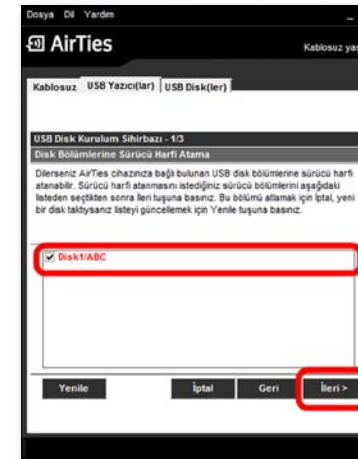 Dosya Dil Yardım
AirTies
Kablosuz yaş
Kablosuz USB Yazıcı(lar) USB Disk(ler)
USB Disk Kurulum Sihirbazı - 1/3
Disk Bölümlerine Sürücü Harfi Atama
Dilerseniz AirTies cihazınıza bağlı bulunan USB disk bölümlerine sürücü harfi
atanabilir. Sürücü harfi atanmasını istediğiniz sürücü bölümlerini aşağıdaki
listeden seçtikten sonra İleri tuşuna basınız. Bu bölümü atlamak için İptal, yeni
bir disk taktıysanız listeyi güncellemek için Yenile tuşuna basınız.
Disk1/ABC
Yenile İptal Geri İleri >